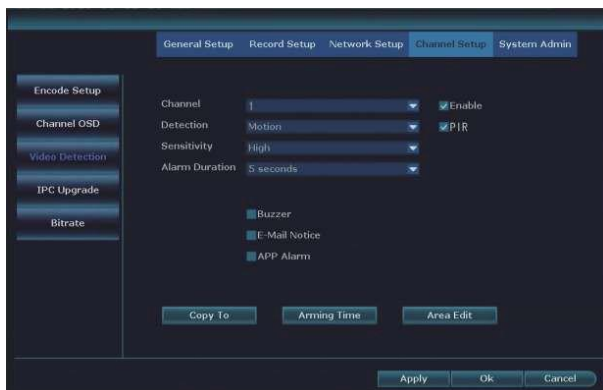 General Setup Record Setup Network Setup Channel Setup System Admin
Encode Setup
Channel OSD
Video Detection
IPC Upgrade
Bitrate
Channel 1 Enable
Detection Motion PIR
Sensitivity High
Alarm Duration 5 seconds
Buzzer
E-Mail Notice
APP Alarm
Copy To Arming Time Area Edit
Apply Ok Cancel